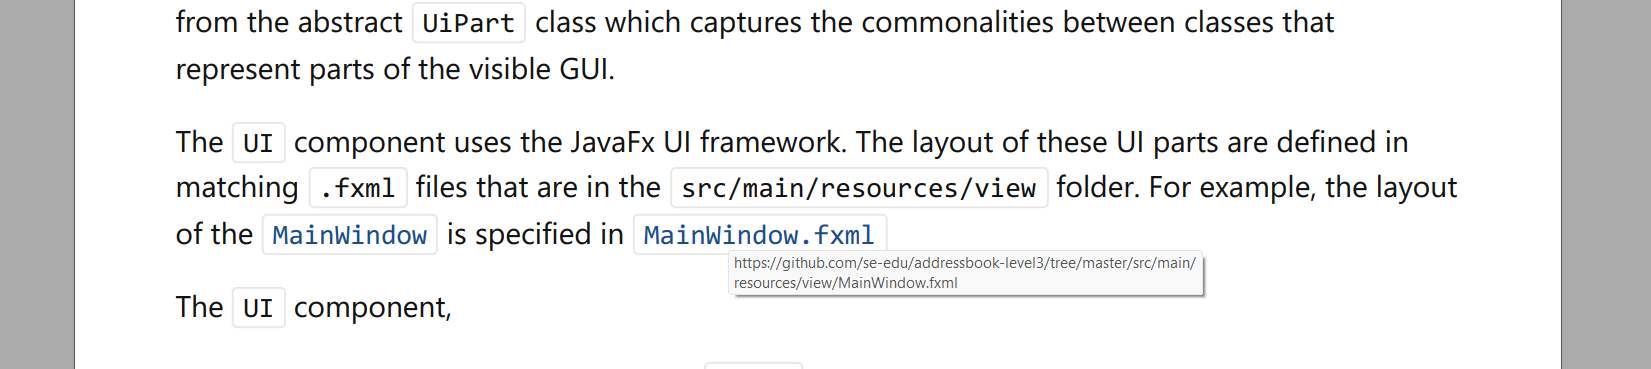 from the abstract UiPart class which captures the commonalities between classes that
represent parts of the visible GUI.
The UI component uses the JavaFx UI framework. The layout of these UI parts are defined in
matching .fxml files that are in the src/main/resources/view folder. For example, the layout
of the MainWindow is specified in MainWindow.fxml
https://github.com/se-edu/addressbook-level3/tree/master/src/main/
resources/view/MainWindow.fxml
The UI component,